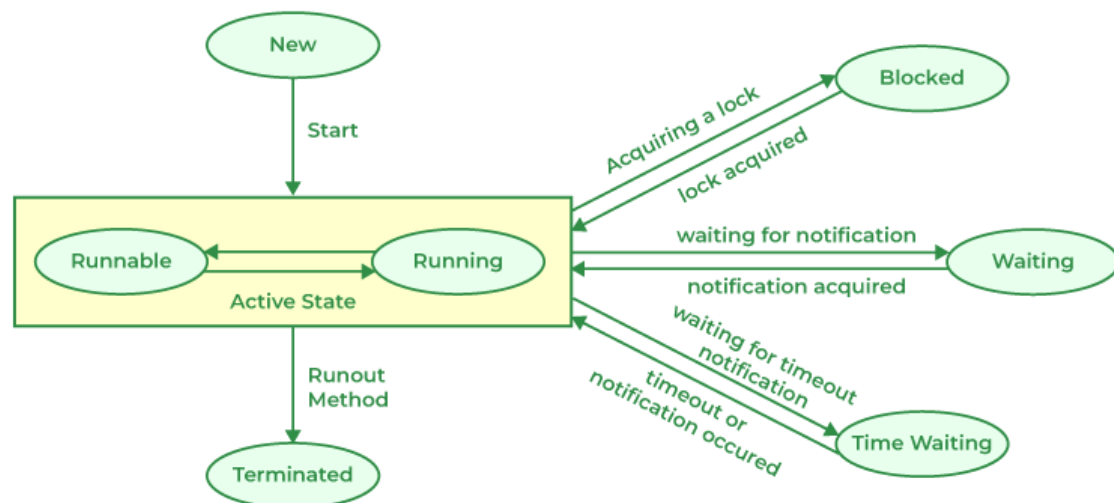 New
Start
Blocked
Acquiring a lock
lock acquired
Runnable
Running
Active State
waiting for notification
notification acquired
Waiting
waiting for timeout
notification
timeout or
notification occured
Time Waiting
Runout
Method
Terminated